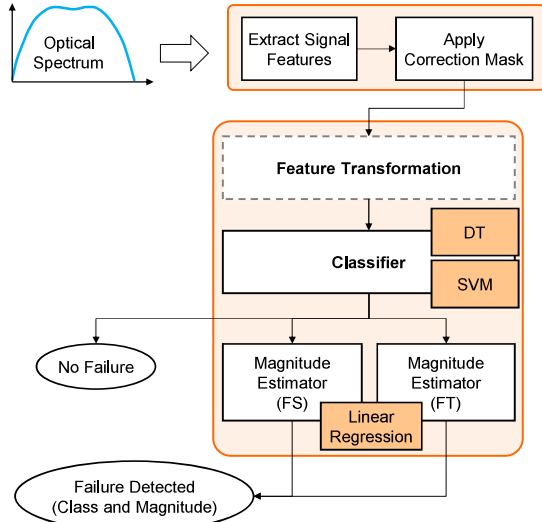 Optical
Spectrum
Extract Signal
Features
Apply
Correction Mask
Feature Transformation
Classifier
DT
SVM
No Failure
Magnitude
Estimator
(FS)
Magnitude
Estimator
(FT)
Linear
Regression
Failure Detected
(Class and Magnitude)